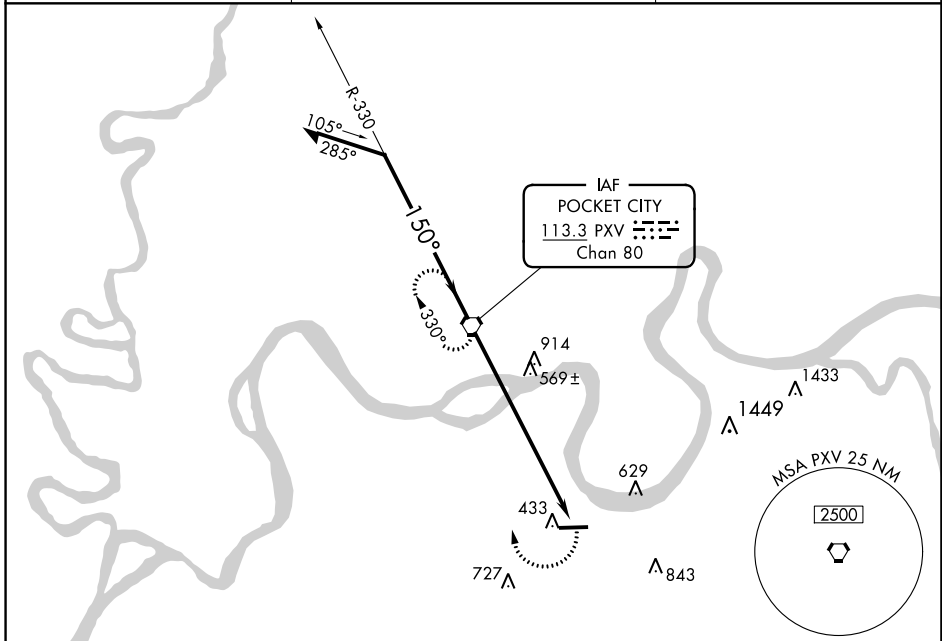 R-330
105°
285°
150°
IAF
POCKET CITY
113.3 PXV
Chan 80
330°
914
569±
1433
1449
629
433
727
843
MSA PXV 25 NM
2500